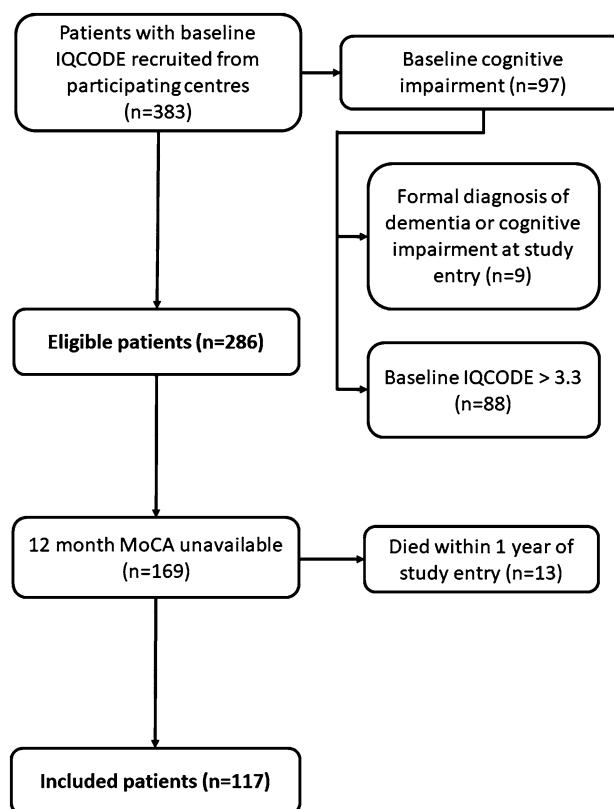 Patients with baseline
IQCODE recruited from
participating centres
(n=383)
Baseline cognitive
impairment (n=97)
Formal diagnosis of
dementia or cognitive
impairment at study
entry (n=9)
Eligible patients (n=286)
Baseline IQCODE > 3.3
(n=88)
12 month MoCA unavailable
(n=169)
Died within 1 year of
study entry (n=13)
Included patients (n=117)